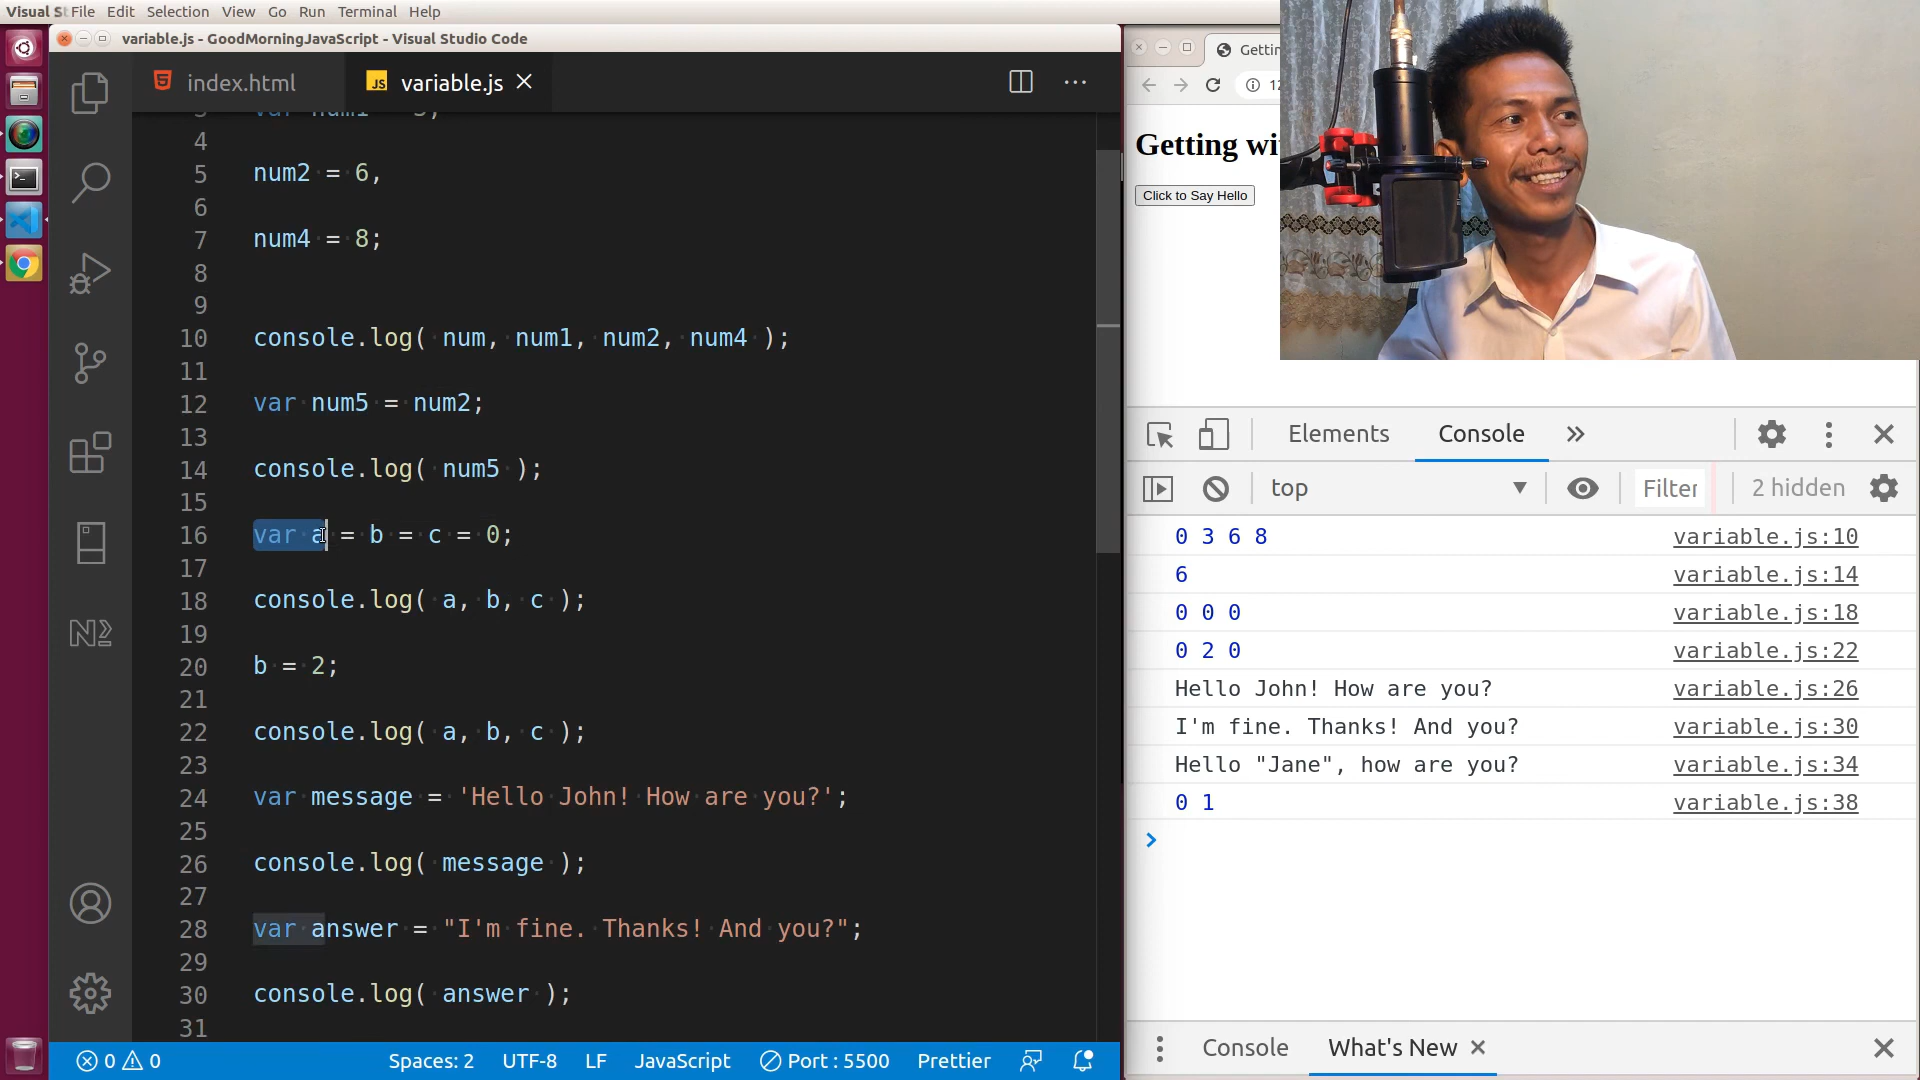 Visual St File Edit Selection View Go Run Terminal Help
variable.js - GoodMorningJavaScript - Visual Studio Code
index.html
JS variable.js
4
5 num2 = 6,
6
7 num4 = 8;
8
9
10 console.log( num, num1, num2, num4 );
11
12 var num5 = num2;
13
14 console.log( num5 );
15
16 var a = b = c = 0;
17
18 console.log( a, b, c );
19
20 b = 2;
21
22 console.log( a, b, c );
23
24 var message = 'Hello John! How are you?';
25
26 console.log( message );
27
28 var answer = "I'm fine. Thanks! And you?";
29
30 console.log( answer );
31
0 0 Spaces: 2 UTF-8 LF JavaScript Port : 5500 Prettier
Gettin
12
Getting wi
Click to Say Hello
Elements Console
top Filter 2 hidden
0 3 6 8 variable.js:10
6 variable.js:14
0 0 0 variable.js:18
0 2 0 variable.js:22
Hello John! How are you? variable.js:26
I'm fine. Thanks! And you? variable.js:30
Hello "Jane", how are you? variable.js:34
0 1 variable.js:38
Console What's New